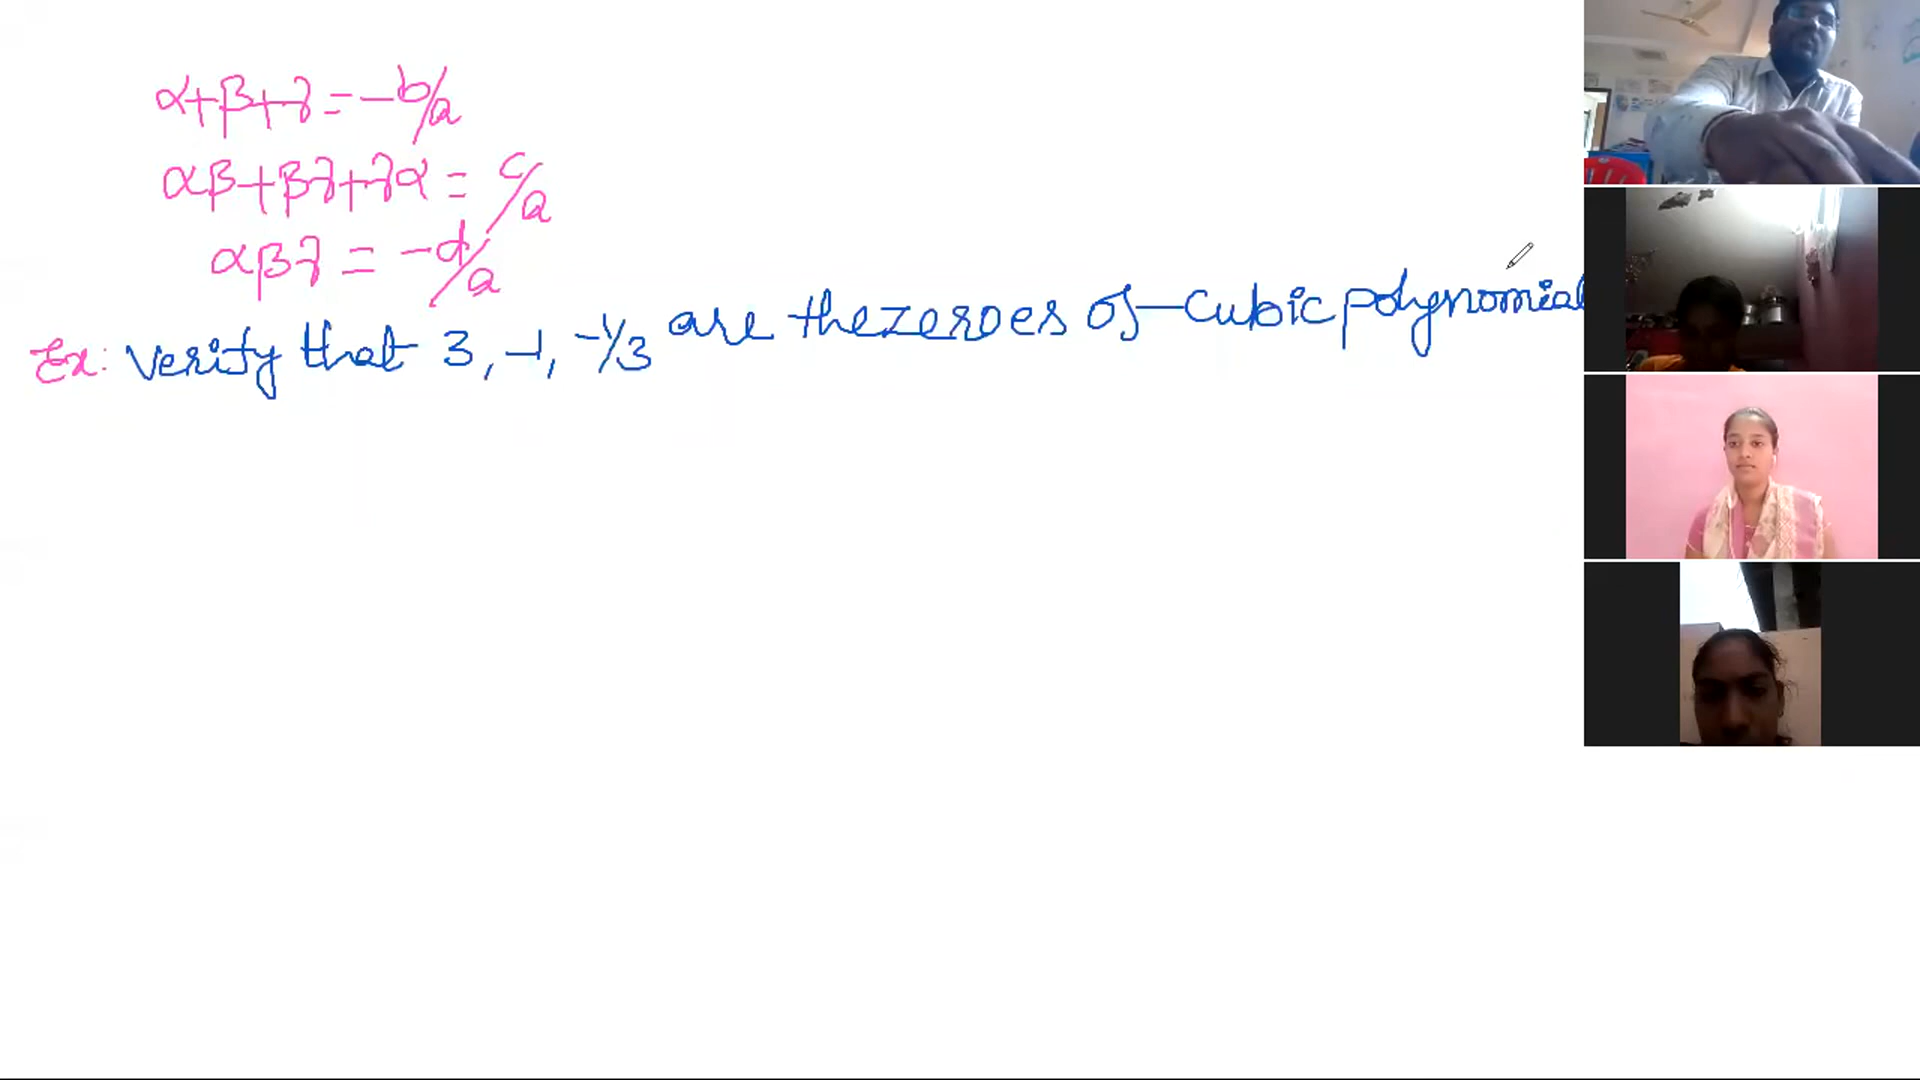 α+β+γ = -b/a
αβ+βγ+γα = c/a
αβγ = -d/a
Ex: verify that 3, -1, -1/3 are the zeroes of cubic polynomial